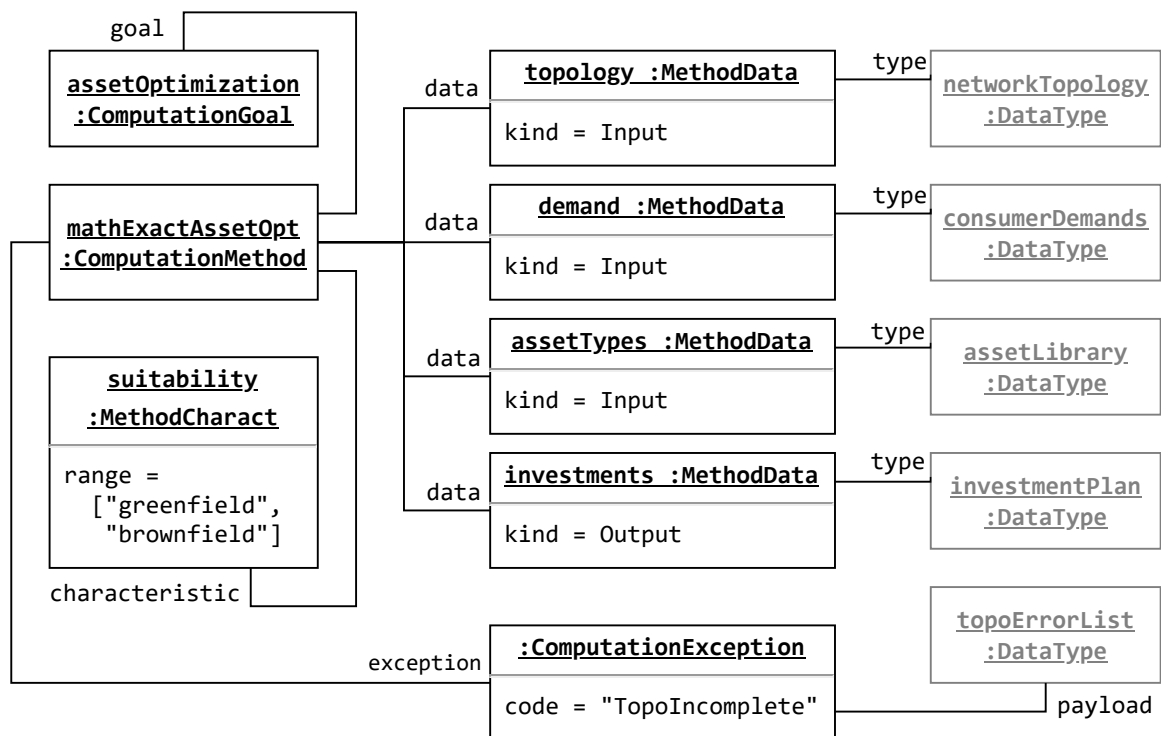 goal
assetOptimization
:ComputationGoal
mathExactAssetOpt
:ComputationMethod
suitability
:MethodCharact
range =
["greenfield",
"brownfield"]
characteristic
data
topology :MethodData
kind = Input
type
networkTopology
:DataType
data
demand :MethodData
kind = Input
type
consumerDemands
:DataType
data
assetTypes :MethodData
kind = Input
type
assetLibrary
:DataType
data
investments :MethodData
kind = Output
type
investmentPlan
:DataType
exception
:ComputationException
code = "TopoIncomplete"
topoErrorList
:DataType
payload